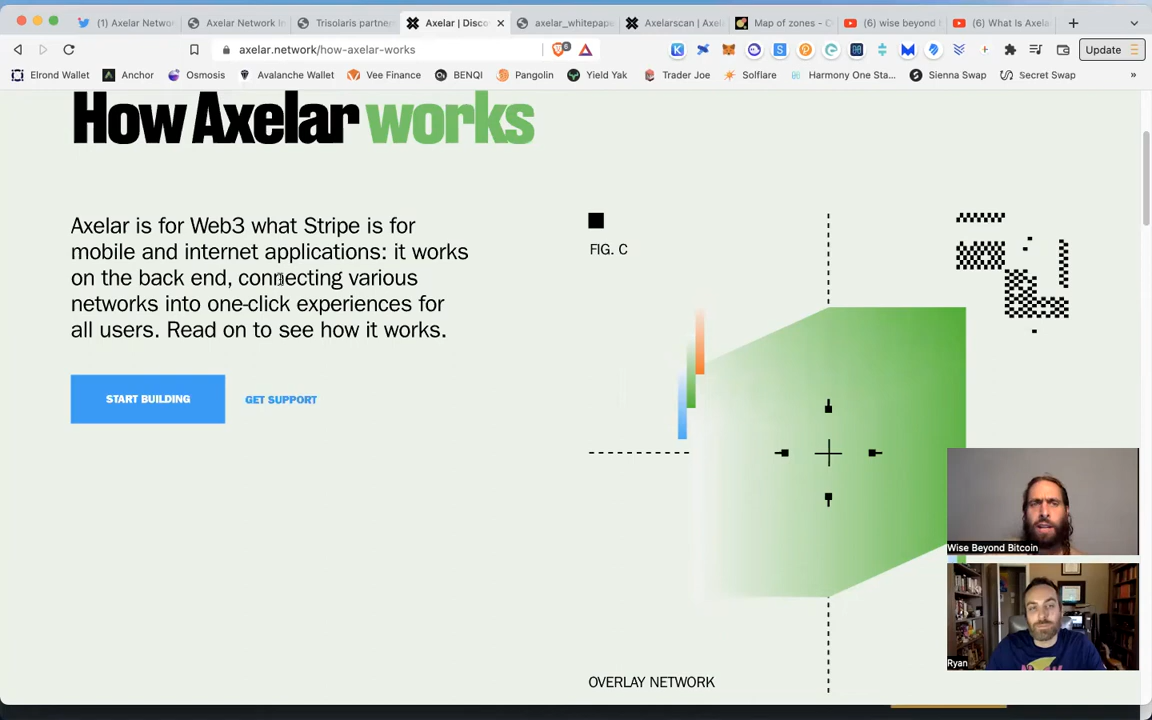 (1) Axelar Netwo
Axelar Network In
Trisolaris partner
Axelar | Disco
axelar_whitepape
Axelarscan | Axel
Map of zones - C
(6) wise beyond
(6) What Is Axela
axelar.network/how-axelar-works
6
Update
Elrond Wallet
Anchor
Osmosis
Avalanche Wallet
Vee Finance
BENQI
Pangolin
Yield Yak
Trader Joe
Solflare
Harmony One Sta...
Sienna Swap
Secret Swap
»
How Axelar works
Axelar is for Web3 what Stripe is for
mobile and internet applications: it works
on the back end, connecting various
networks into one-click experiences for
all users. Read on to see how it works.
START BUILDING
GET SUPPORT
FIG. C
OVERLAY NETWORK
Wise Beyond Bitcoin
Ryan